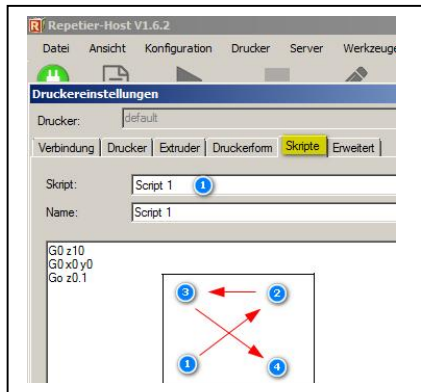 Repetier-Host V1.6.2
Datei Ansicht Konfiguration Drucker Server Werkzeuge
Druckereinstellungen
Drucker: default
Verbindung Drucker Extruder Druckerform Skripte Erweitert
Skript: Script 1 1
Name: Script 1
G0 z10
G0 x0 y0
Go z0.1
3 2
1 4